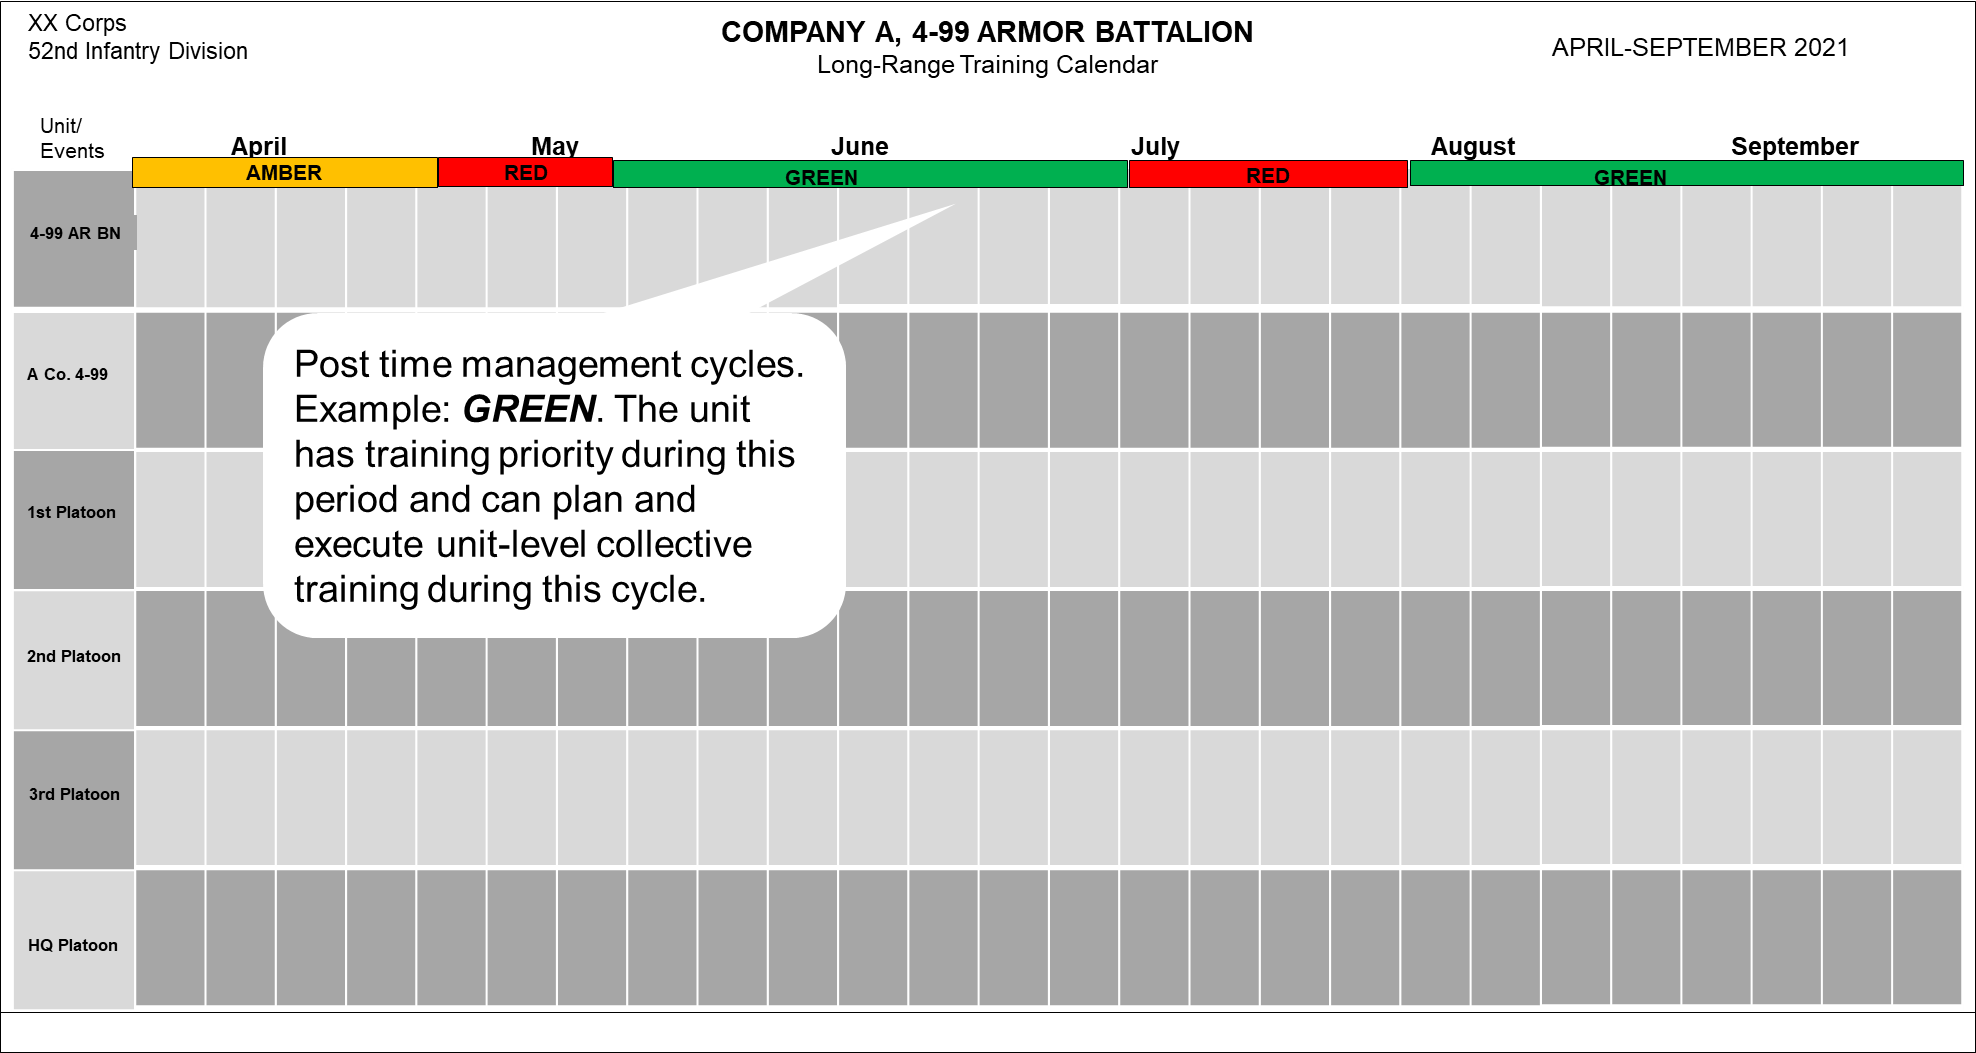 XX Corps
52nd Infantry Division
COMPANY A, 4-99 ARMOR BATTALION
Long-Range Training Calendar
APRIL-SEPTEMBER 2021
Unit/
Events
April May June July August September
AMBER RED GREEN RED GREEN
4-99 AR BN
A Co. 4-99
Post time management cycles.
Example: GREEN. The unit
has training priority during this
period and can plan and
execute unit-level collective
training during this cycle.
1st Platoon
2nd Platoon
3rd Platoon
HQ Platoon